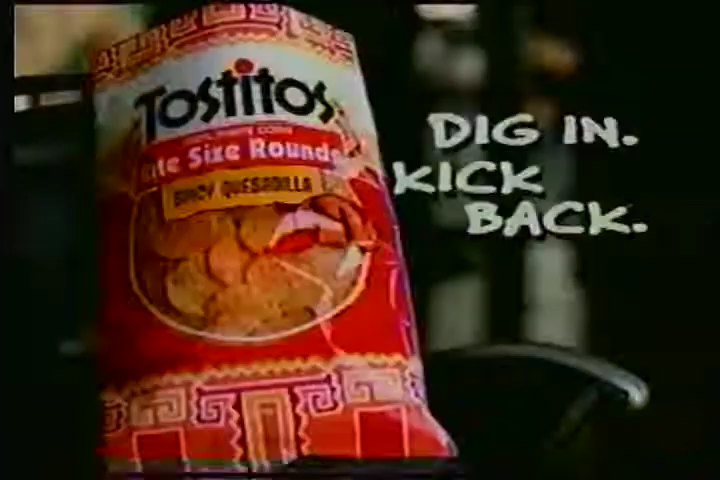 Tostitos
Bite Size Rounds
SPICY QUESADILLA
DIG IN.
KICK
BACK.